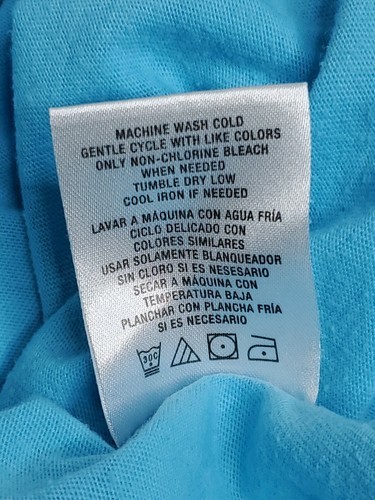 MACHINE WASH COLD
GENTLE CYCLE WITH LIKE COLORS
ONLY NON-CHLORINE BLEACH
WHEN NEEDED
TUMBLE DRY LOW
COOL IRON IF NEEDED
LAVAR A MÁQUINA CON AGUA FRÍA
CICLO DELICADO CON
COLORES SIMILARES
USAR SOLAMENTE BLANQUEADOR
SIN CLORO SI ES NESESARIO
SECAR A MÁQUINA CON
TEMPERATURA BAJA
PLANCHAR CON PLANCHA FRÍA
SI ES NECESARIO
30C